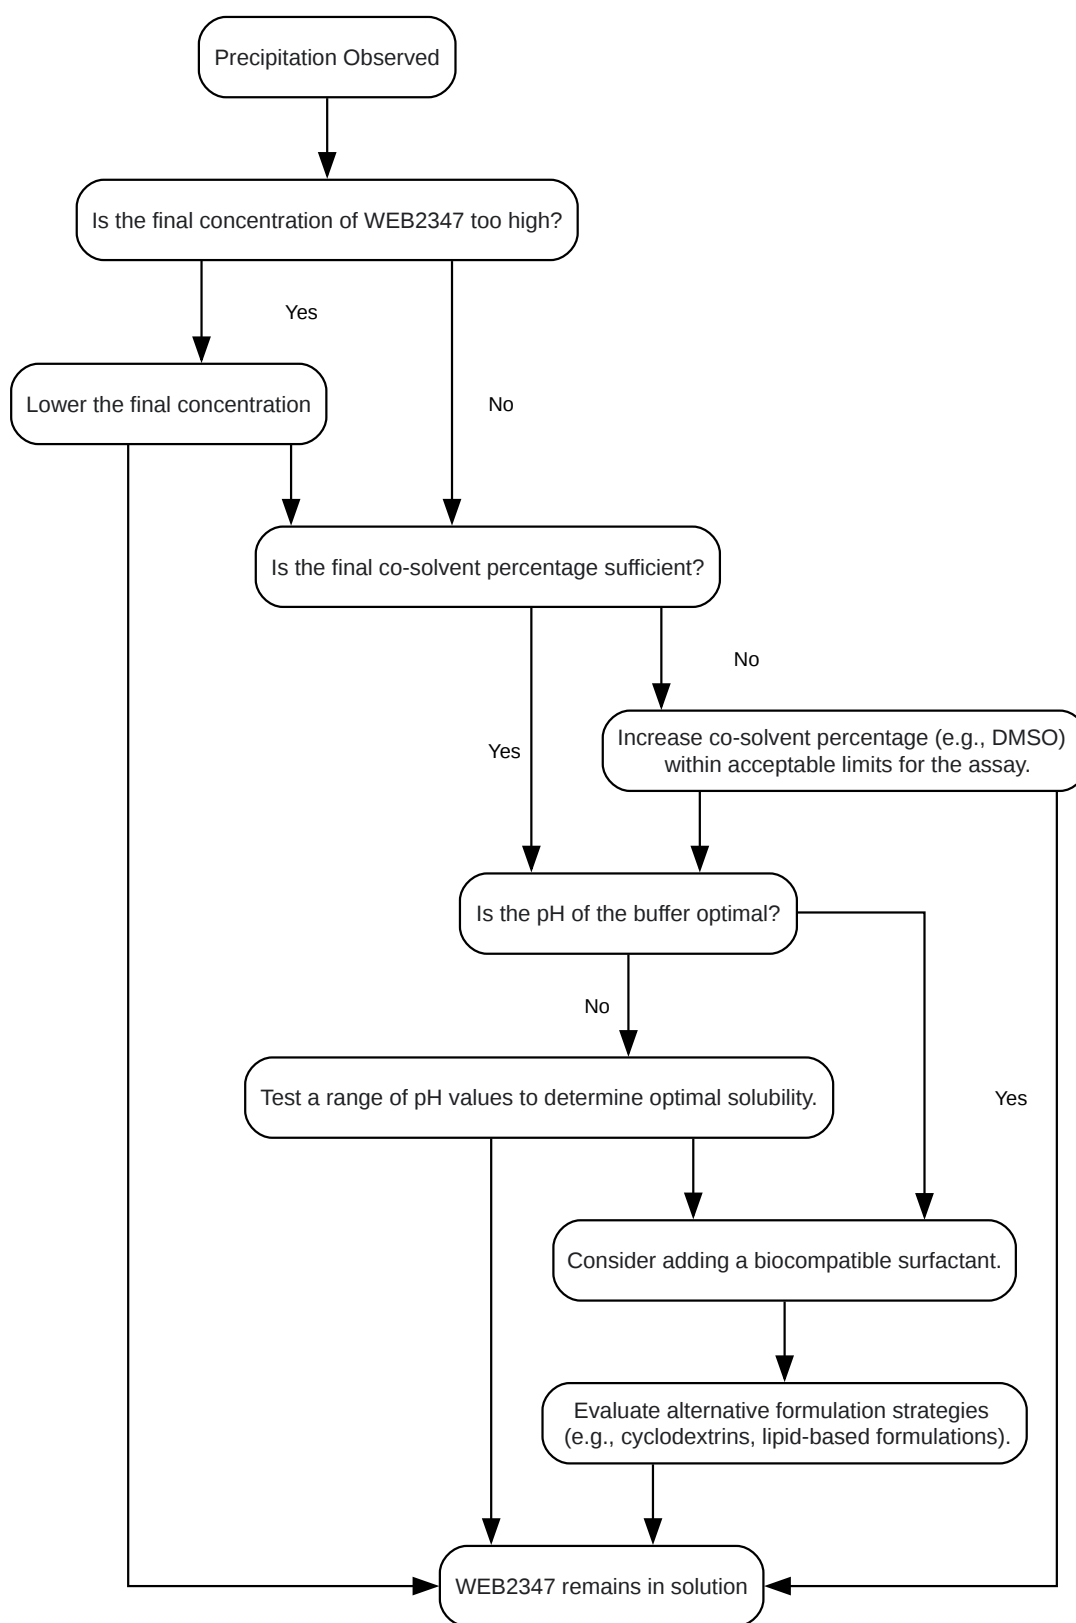 Precipitation Observed
Is the final concentration of WEB2347 too high?
Yes
Lower the final concentration
No
Is the final co-solvent percentage sufficient?
No
Yes
Increase co-solvent percentage (e.g., DMSO)
within acceptable limits for the assay.
Is the pH of the buffer optimal?
No
Test a range of pH values to determine optimal solubility.
Yes
Consider adding a biocompatible surfactant.
Evaluate alternative formulation strategies
(e.g., cyclodextrins, lipid-based formulations).
WEB2347 remains in solution